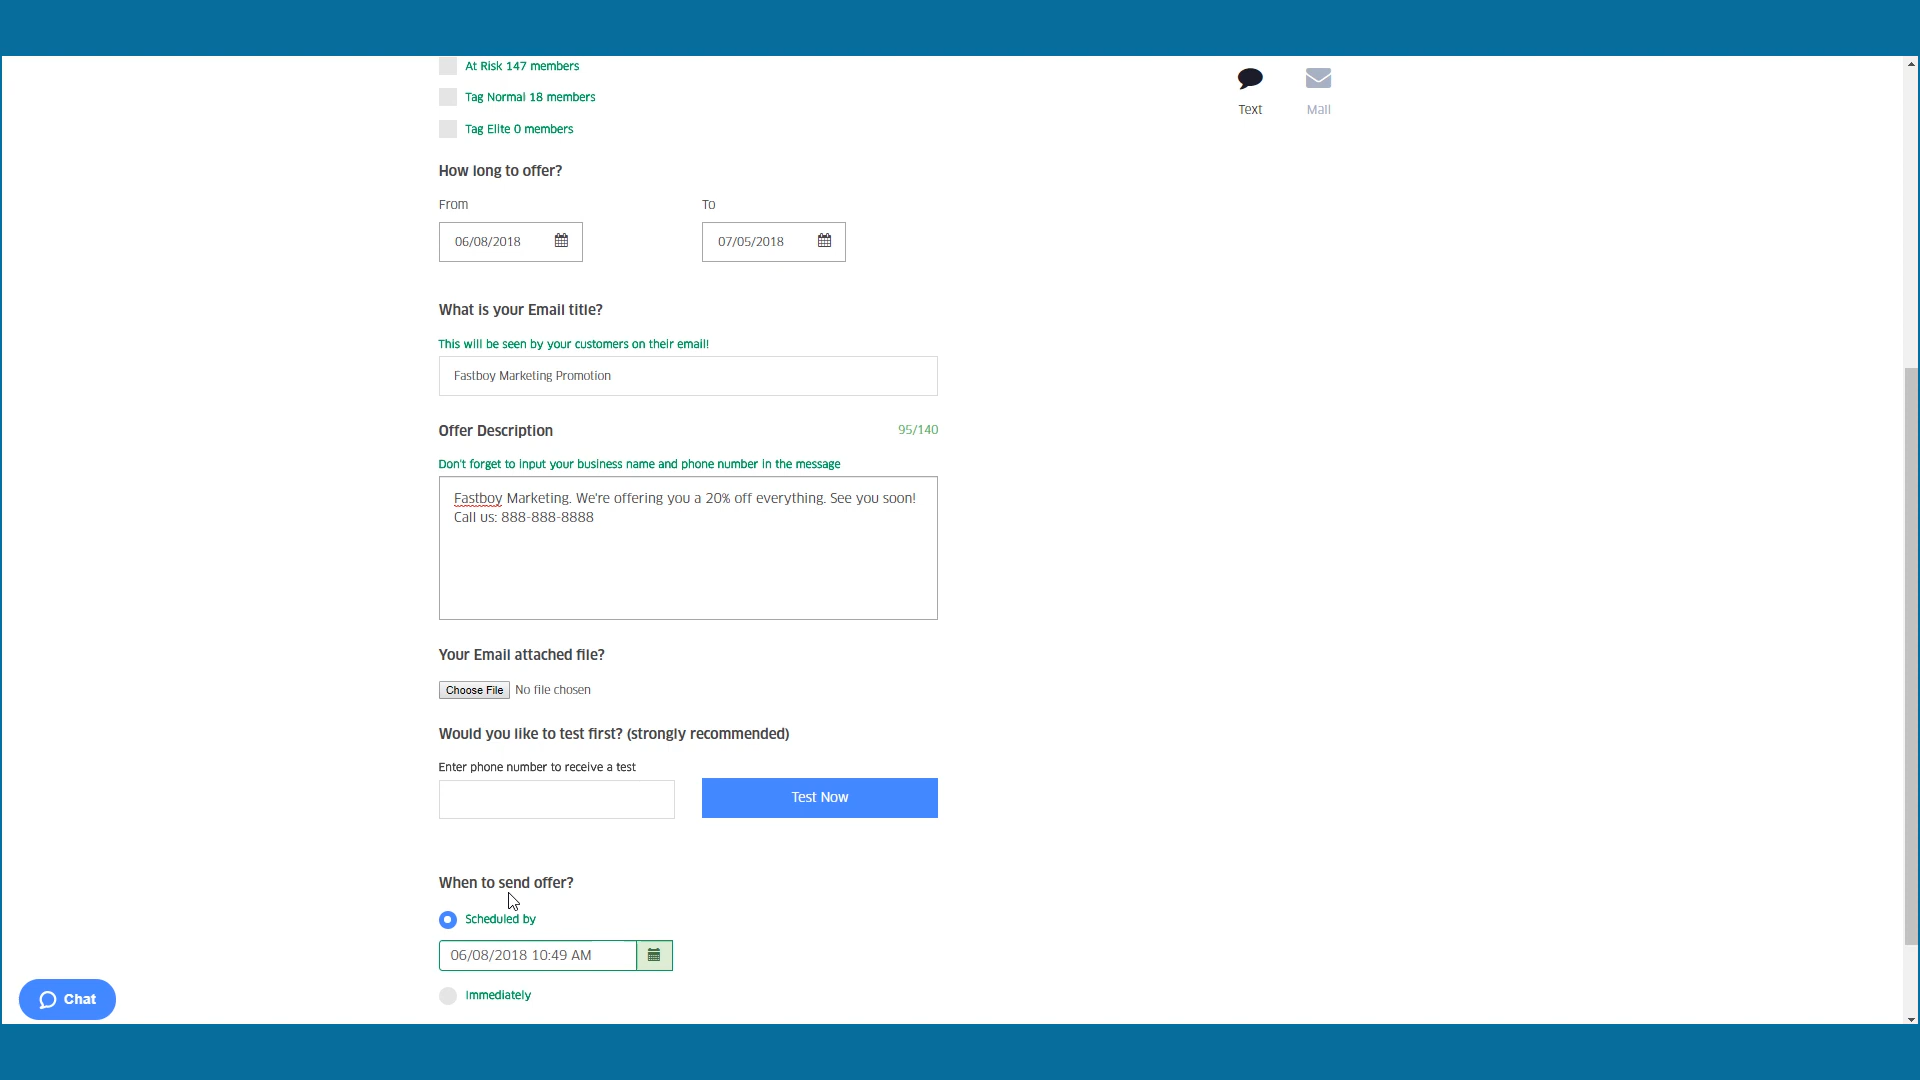 At Risk 147 members
Tag Normal 18 members
Tag Elite 0 members
Text
Mail
How long to offer?
From
To
06/08/2018
07/05/2018
What is your Email title?
This will be seen by your customers on their email!
Fastboy Marketing Promotion
Offer Description
95/140
Don't forget to input your business name and phone number in the message
Fastboy Marketing. We're offering you a 20% off everything. See you soon!
Call us: 888-888-8888
Your Email attached file?
Choose File No file chosen
Would you like to test first? (strongly recommended)
Enter phone number to receive a test
Test Now
When to send offer?
Scheduled by
06/08/2018 10:49 AM
Immediately
Chat